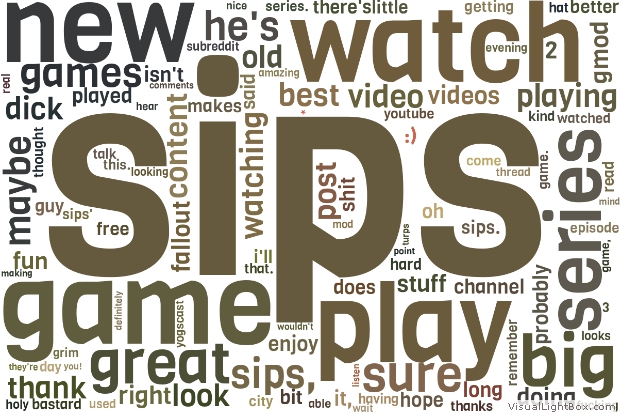 nice
series.
there's
little
getting
hat
better
new
he's
watch
evening
2
gmod
subreddit
old
real
games
isn't
comments
amazing
said
dick
played
hear
makes
best
video
videos
playing
youtube
kind
watched
:)
*
maybe
thought
talk.
this.
looking
content
fallout
watching
sips
post
shit
mod
come
thread
game.
series
read
mind
guy
sips'
free
oh
sips.
episode
turps
point
hard
i'll
that.
game,
fun
making
game
definitely
yogscast
does
stuff
channel
probably
3
looks
wouldn't
enjoy
play
remember
big
grim
they're
day
you!
great
sips,
listen
sure
long
doing
thank
holy
bastard
used
right
look
city
bit
able
it,
wait
having
hope
thanks
VisualLightBox.com